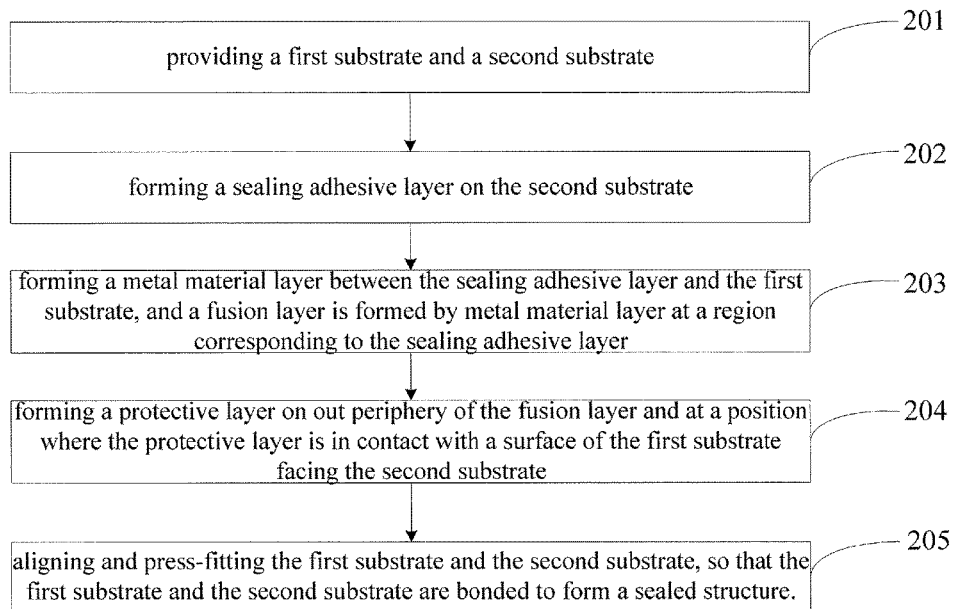 201
providing a first substrate and a second substrate
202
forming a sealing adhesive layer on the second substrate
203
forming a metal material layer between the sealing adhesive layer and the first
substrate, and a fusion layer is formed by metal material layer at a region
corresponding to the sealing adhesive layer
204
forming a protective layer on out periphery of the fusion layer and at a position
where the protective layer is in contact with a surface of the first substrate
facing the second substrate
205
aligning and press-fitting the first substrate and the second substrate, so that the
first substrate and the second substrate are bonded to form a sealed structure.